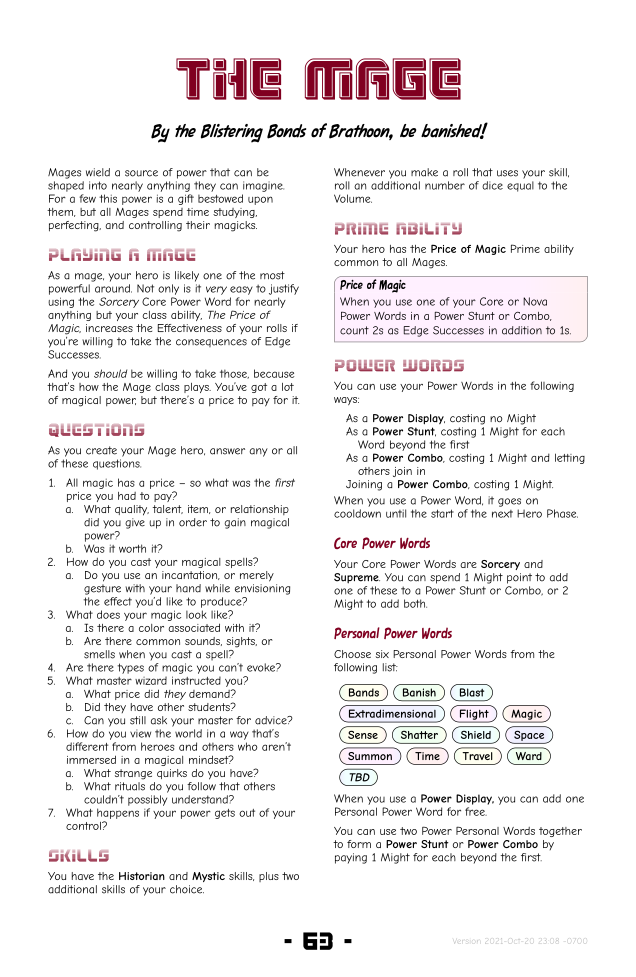 THE MAGE
By the Blistering Bonds of Brathoon, be banished!
Mages wield a source of power that can be
shaped into nearly anything they can imagine.
For a few this power is a gift bestowed upon
them, but all Mages spend time studying,
perfecting, and controlling their magicks.
PLAYING A MAGE
As a mage, your hero is likely one of the most
powerful around. Not only is it very easy to justify
using the Sorcery Core Power Word for nearly
anything but your class ability, The Price of
Magic, increases the Effectiveness of your rolls if
you're willing to take the consequences of Edge
Successes.
And you should be willing to take those, because
that's how the Mage class plays. You've got a lot
of magical power, but there's a price to pay for it.
QUESTIONS
As you create your Mage hero, answer any or all
of these questions.
1. All magic has a price – so what was the first
price you had to pay?
a. What quality, talent, item, or relationship
did you give up in order to gain magical
power?
b. Was it worth it?
2. How do you cast your magical spells?
a. Do you use an incantation, or merely
gesture with your hand while envisioning
the effect you'd like to produce?
3. What does your magic look like?
a. Is there a color associated with it?
b. Are there common sounds, sights, or
smells when you cast a spell?
4. Are there types of magic you can't evoke?
5. What master wizard instructed you?
a. What price did they demand?
b. Did they have other students?
c. Can you still ask your master for advice?
6. How do you view the world in a way that's
different from heroes and others who aren't
immersed in a magical mindset?
a. What strange quirks do you have?
b. What rituals do you follow that others
couldn't possibly understand?
7. What happens if your power gets out of your
control?
SKILLS
You have the Historian and Mystic skills, plus two
additional skills of your choice.
Whenever you make a roll that uses your skill,
roll an additional number of dice equal to the
Volume.
PRIME ABILITY
Your hero has the Price of Magic Prime ability
common to all Mages.
Price of Magic
When you use one of your Core or Nova
Power Words in a Power Stunt or Combo,
count 2s as Edge Successes in addition to 1s.
POWER WORDS
You can use your Power Words in the following
ways:
As a Power Display, costing no Might
As a Power Stunt, costing 1 Might for each
Word beyond the first
As a Power Combo, costing 1 Might and letting
others join in
Joining a Power Combo, costing 1 Might.
When you use a Power Word, it goes on
cooldown until the start of the next Hero Phase.
Core Power Words
Your Core Power Words are Sorcery and
Supreme. You can spend 1 Might point to add
one of these to a Power Stunt or Combo, or 2
Might to add both.
Personal Power Words
Choose six Personal Power Words from the
following list:
Bands Banish Blast
Extradimensional Flight Magic
Sense Shatter Shield Space
Summon Time Travel Ward
TBD
When you use a Power Display, you can add one
Personal Power Word for free.
You can use two Power Personal Words together
to form a Power Stunt or Power Combo by
paying 1 Might for each beyond the first.
- 63 -
Version 2021-Oct-20 23:08 -0700